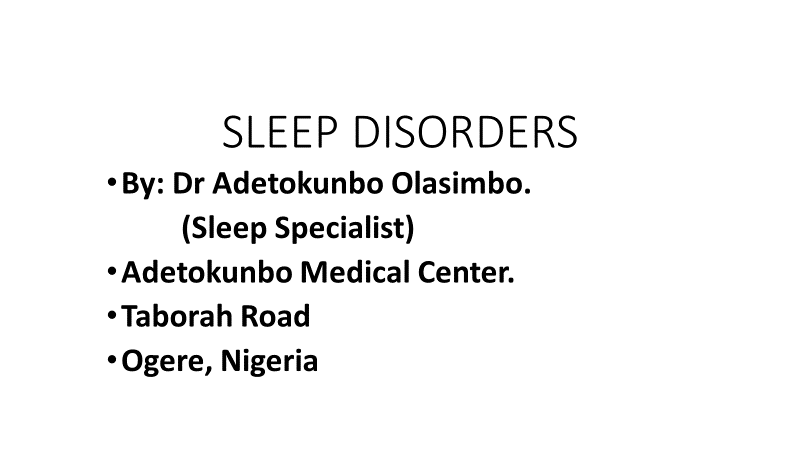 SLEEP DISORDERS
•By: Dr Adetokunbo Olasimbo.
(Sleep Specialist)
•Adetokunbo Medical Center.
•Taborah Road
•Ogere, Nigeria